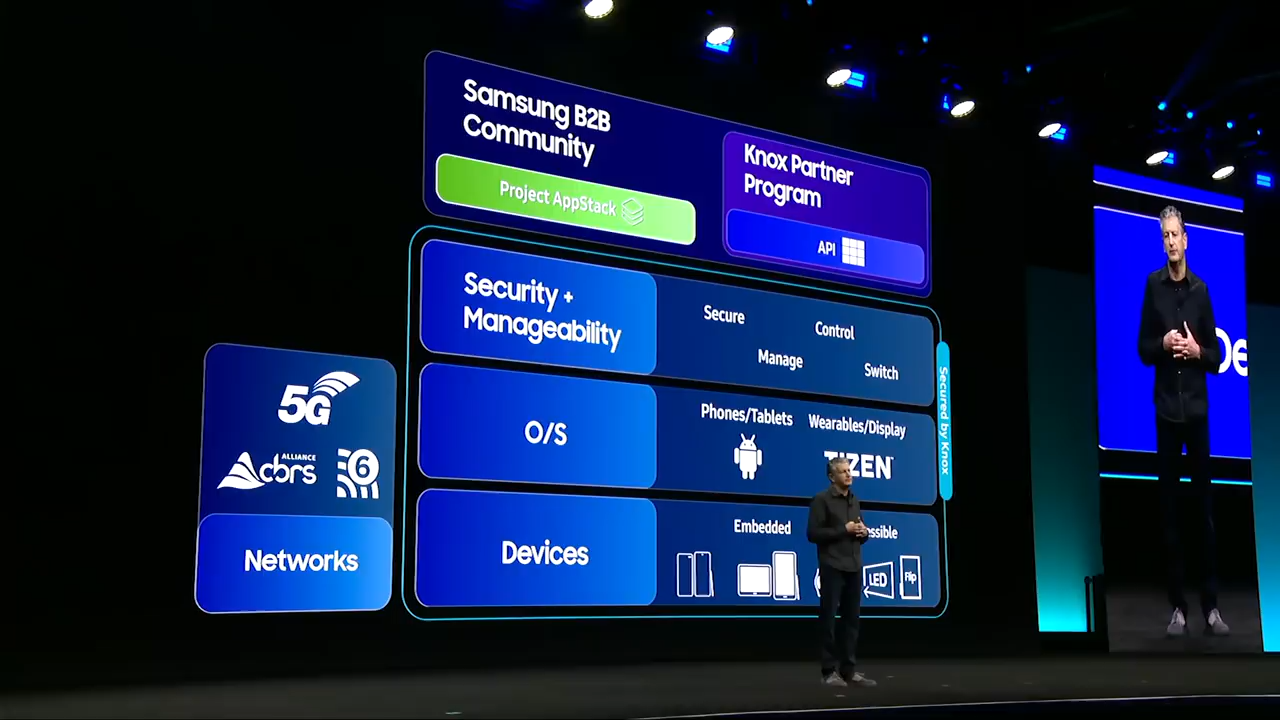 Samsung B2B
Community
Project AppStack
Knox Partner
Program
API
Security +
Manageability
Secure
Control
Manage
Switch
Secured by Knox
5G
ALLIANCE
cbrs
6
Networks
O/S
Phones/Tablets
Wearables/Display
TIZEN
Devices
Embedded
LED
Flip